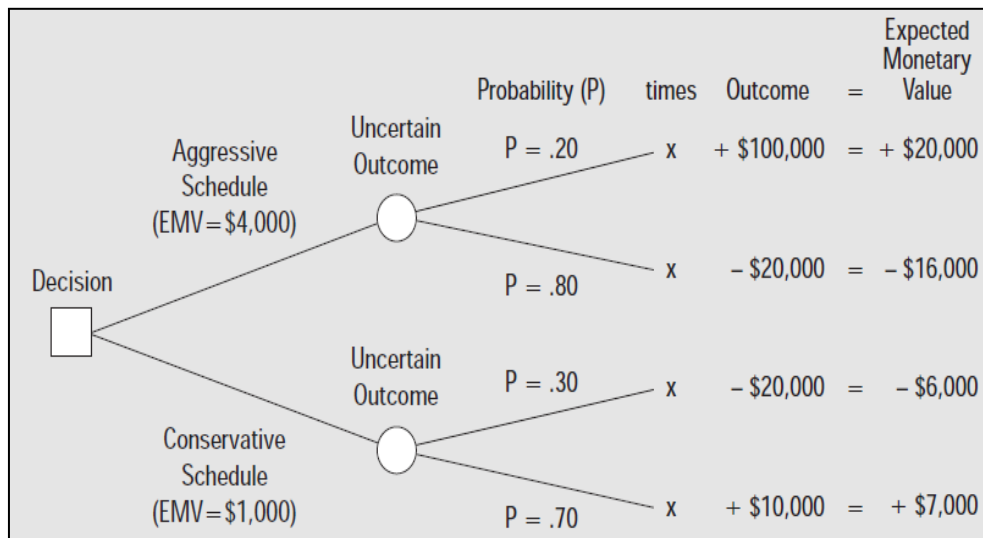 Expected
Monetary
Probability (P) times Outcome = Value
Uncertain
Outcome
P = .20 x + $100,000 = + $20,000
Aggressive
Schedule
(EMV=$4,000)
P = .80 x – $20,000 = – $16,000
Decision
Uncertain
Outcome
P = .30 x – $20,000 = – $6,000
Conservative
Schedule
(EMV=$1,000)
P = .70 x + $10,000 = + $7,000